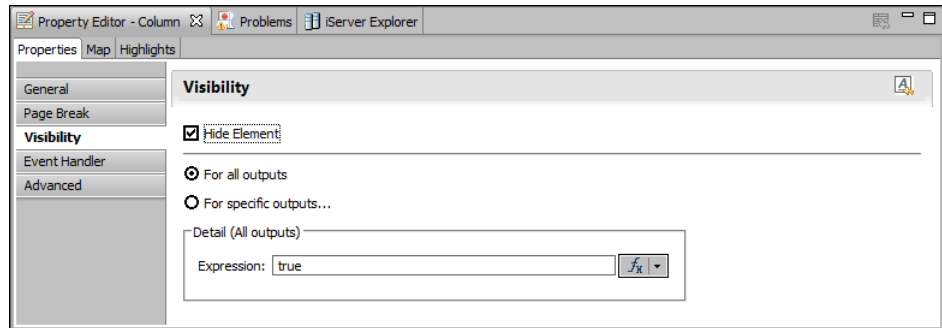 Property Editor - Column Problems iServer Explorer
Properties Map Highlights
General
Page Break
Visibility
Event Handler
Advanced
Visibility
Hide Element
For all outputs
For specific outputs...
Detail (All outputs)
Expression: true
fx